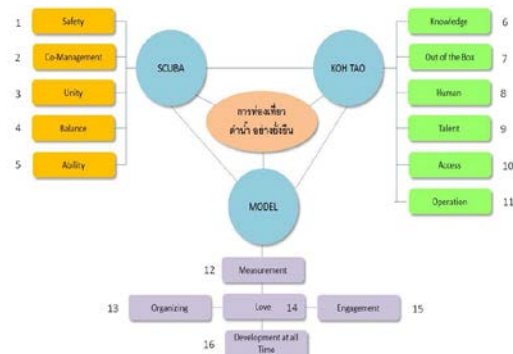 1 Safety
2 Co-Management
3 Unity
4 Balance
5 Ability
SCUBA
KOH TAO
การท่องเที่ยว
ดำน้ำ อย่างยั่งยืน
MODEL
Knowledge 6
Out of the Box 7
Human 8
Talent 9
Access 10
Operation 11
12 Measurement
13 Organizing
Love 14
Engagement 15
16 Development at all
Time